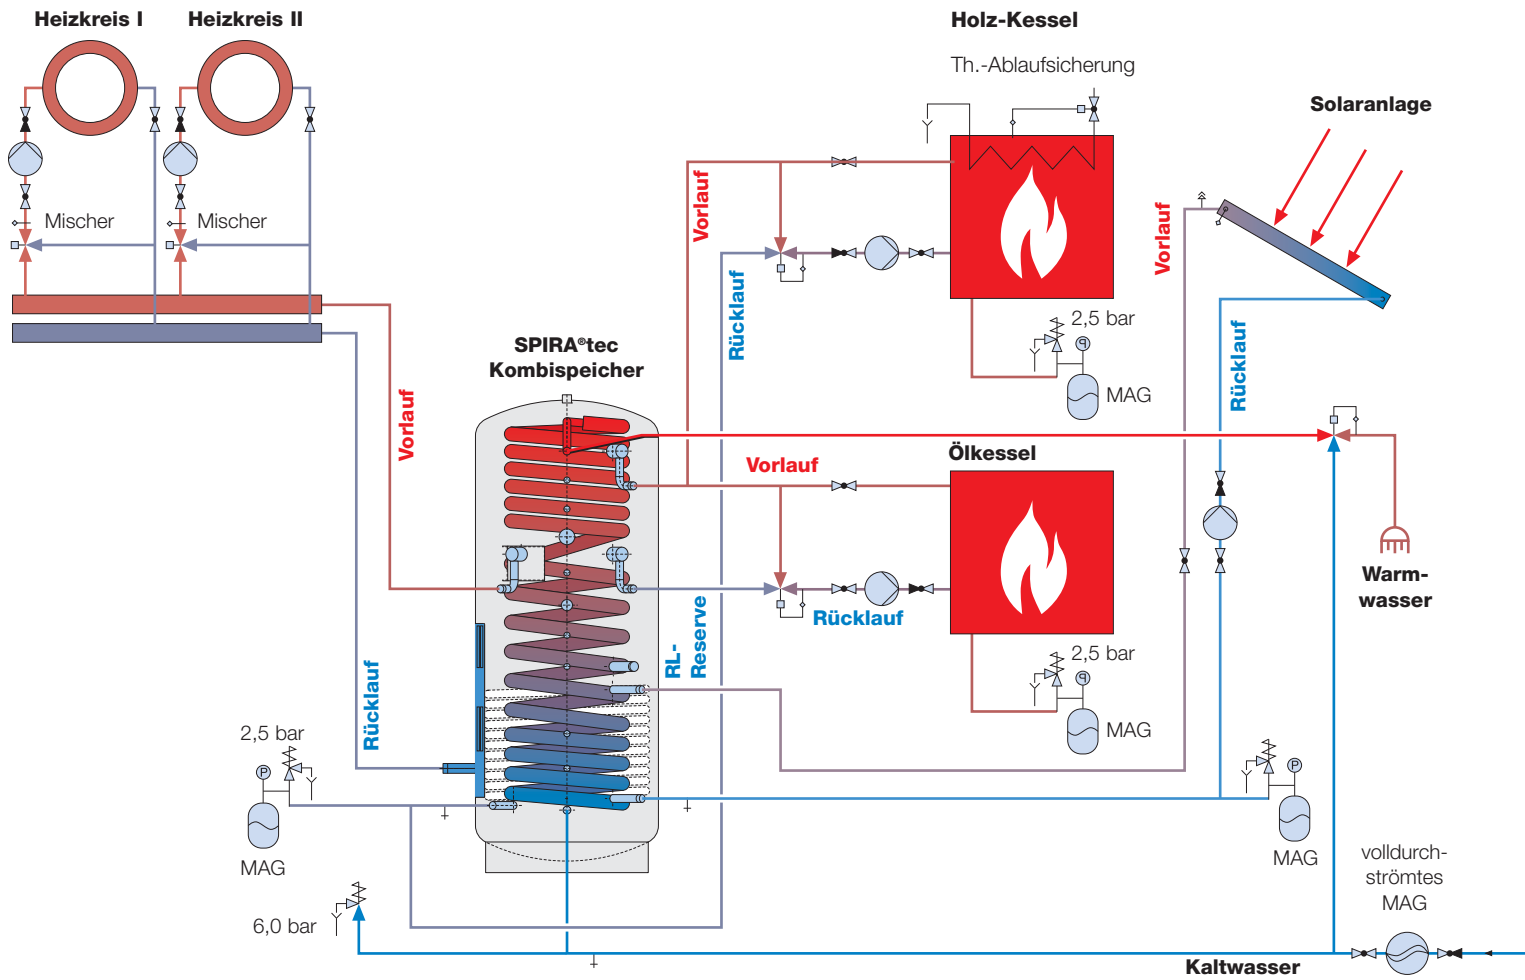 Heizkreis I
Heizkreis II
Holz-Kessel
Th.-Ablaufsicherung
Solaranlage
Mischer
Mischer
Vorlauf
Rücklauf
Vorlauf
Rücklauf
2,5 bar
P
MAG
SPIRA®tec
Kombispeicher
Vorlauf
Rücklauf
Vorlauf
Ölkessel
Rücklauf
RL-
Reserve
2,5 bar
P
MAG
Warm-
wasser
2,5 bar
P
MAG
P
MAG
6,0 bar
volldurch-
strömtes
MAG
Kaltwasser